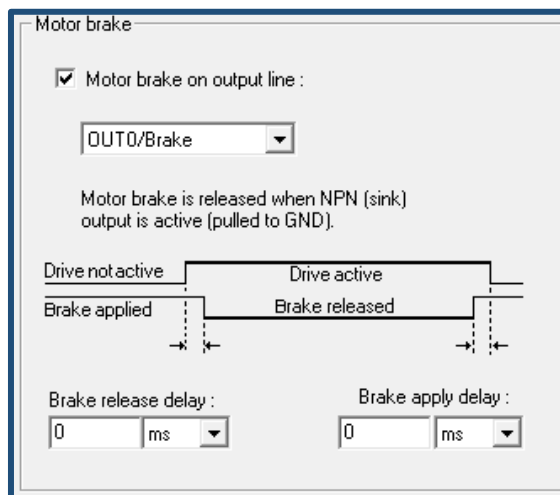 Motor brake
Motor brake on output line :
OUT0/Brake
Motor brake is released when NPN (sink)
output is active (pulled to GND).
Drive not active
Drive active
Brake applied
Brake released
Brake release delay :
Brake apply delay :
0
ms
0
ms